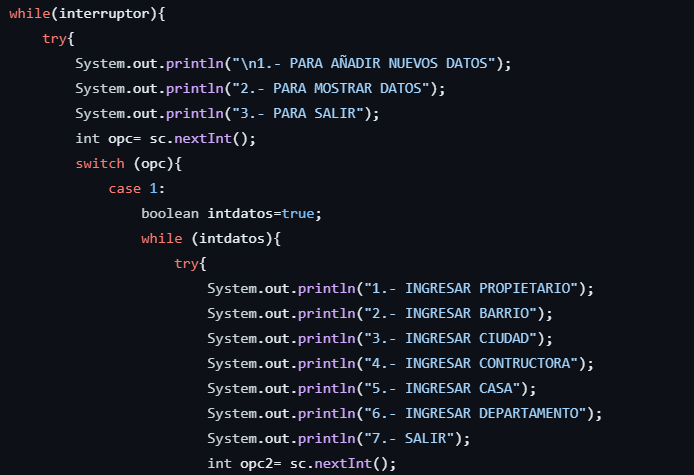 while(interruptor){
try{
System.out.println("\n1.- PARA AÑADIR NUEVOS DATOS");
System.out.println("2.- PARA MOSTRAR DATOS");
System.out.println("3.- PARA SALIR");
int opc= sc.nextInt();
switch (opc){
case 1:
boolean intdatos=true;
while (intdatos){
try{
System.out.println("1.- INGRESAR PROPIETARIO");
System.out.println("2.- INGRESAR BARRIO");
System.out.println("3.- INGRESAR CIUDAD");
System.out.println("4.- INGRESAR CONTRUCTORA");
System.out.println("5.- INGRESAR CASA");
System.out.println("6.- INGRESAR DEPARTAMENTO");
System.out.println("7.- SALIR");
int opc2= sc.nextInt();